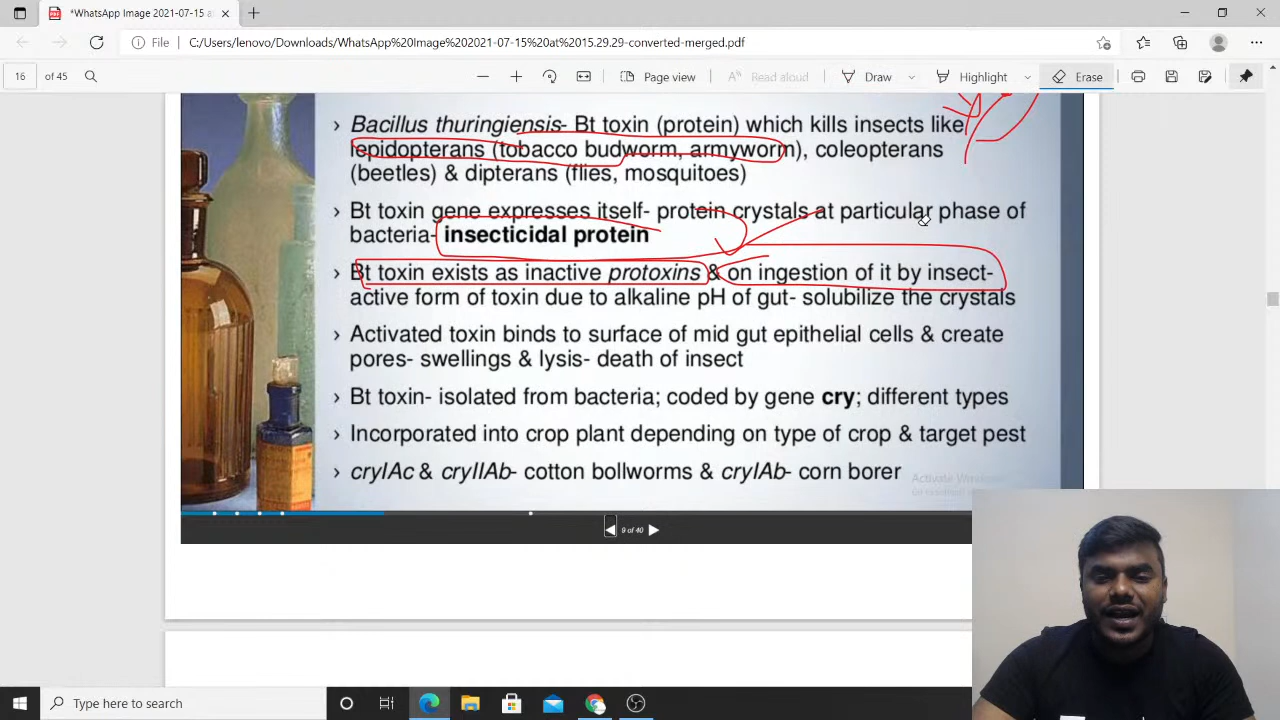 *WhatsApp Image 2021-07-15 a
File
C:/Users/lenovo/Downloads/WhatsApp%20Image%202021-07-15%20at%2015.29.29-converted-merged.pdf
16 of 45
Page view
Read aloud
Draw
Highlight
Erase
› Bacillus thuringiensis- Bt toxin (protein) which kills insects like
lepidopterans (tobacco budworm, armyworm), coleopterans
(beetles) & dipterans (flies, mosquitoes)
› Bt toxin gene expresses itself- protein crystals at particular phase of
bacteria- insecticidal protein
› Bt toxin exists as inactive protoxins & on ingestion of it by insect-
active form of toxin due to alkaline pH of gut- solubilize the crystals
› Activated toxin binds to surface of mid gut epithelial cells & create
pores- swellings & lysis- death of insect
› Bt toxin- isolated from bacteria; coded by gene cry; different types
› Incorporated into crop plant depending on type of crop & target pest
› cryIAc & cryIIAb- cotton bollworms & cryIAb- corn borer
Activate Windows
9 of 40
Type here to search